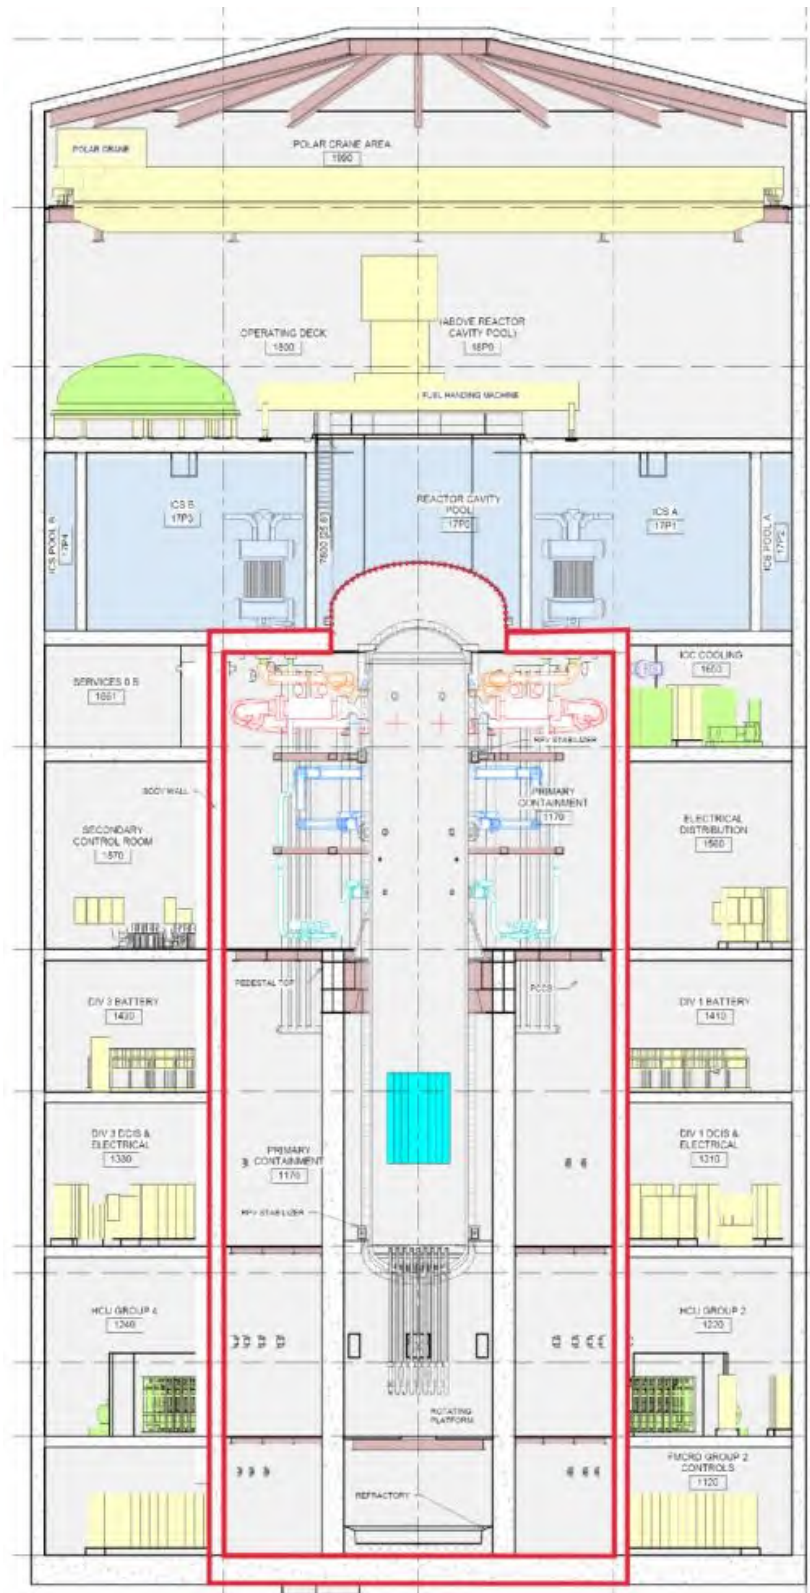 POLAR CRANE
POLAR CRANE AREA
1990
OPERATING DECK
1800
(ABOVE REACTOR
CAVITY POOL)
18P0
FUEL HANDING MACHINE
ICS POOL B
17P4
ICS B
17P3
REACTOR CAVITY
POOL
17P0
ICS A
17P1
ICS POOL A
17P2
SERVICES
1661
ICC COOLING
1650
RPV STABILIZER
PRIMARY
CONTAINMENT
1170
SECONDARY
CONTROL ROOM
1570
ELECTRICAL
DISTRIBUTION
1560
PEDESTAL TOP
PCCS
DIV 3 BATTERY
1430
DIV 1 BATTERY
1410
DIV 3 DCIS &
ELECTRICAL
1330
DIV 1 DCIS &
ELECTRICAL
1310
PRIMARY
CONTAINMENT
1170
RPV STABILIZER
HCU GROUP 4
1240
HCU GROUP 2
1220
ROTATING
PLATFORM
FMCRD GROUP 2
CONTROLS
1120
REFRACTORY